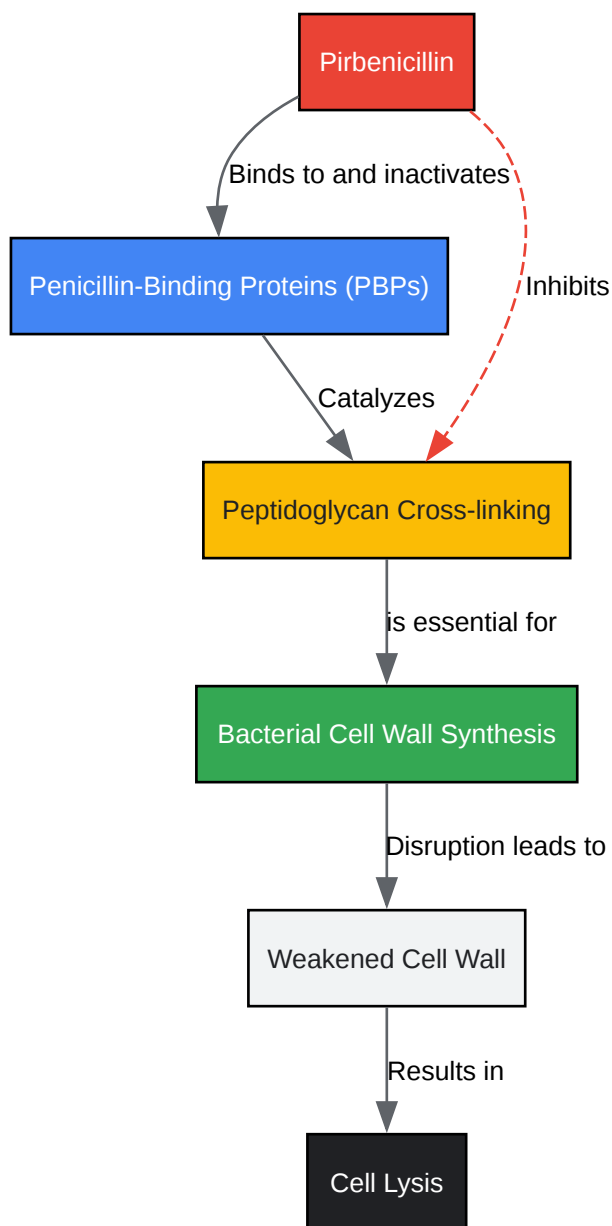 Pirbenicillin
Binds to and inactivates
Penicillin-Binding Proteins (PBPs)
Inhibits
Catalyzes
Peptidoglycan Cross-linking
is essential for
Bacterial Cell Wall Synthesis
Disruption leads to
Weakened Cell Wall
Results in
Cell Lysis